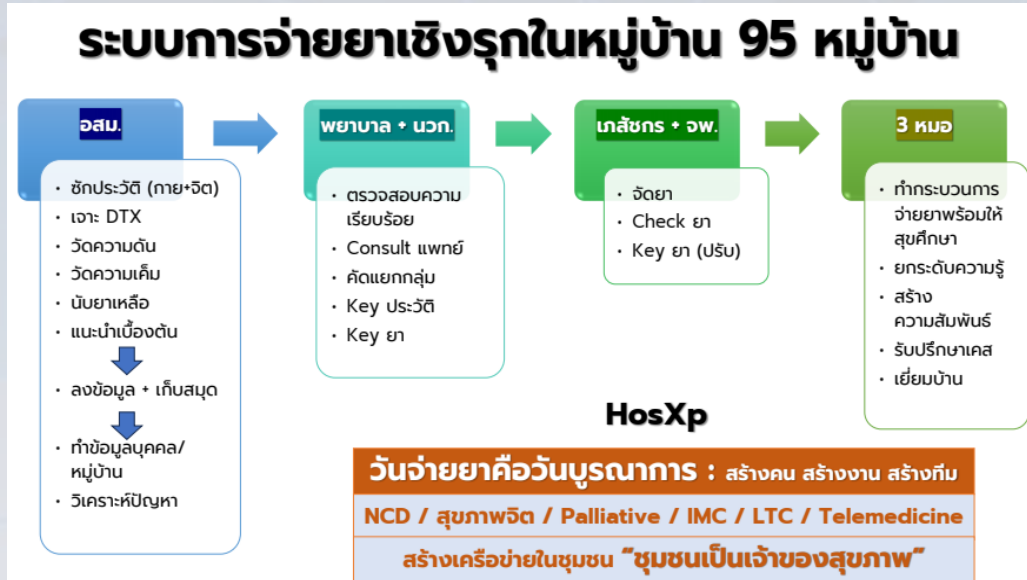 ระบบการจ่ายยาเชิงรุกในหมู่บ้าน 95 หมู่บ้าน
อสม.
• ซักประวัติ (กาย+จิต)
• เจาะ DTX
• วัดความดัน
• วัดความเค็ม
• นับยาเหลือ
• แนะนำเบื้องต้น
• ลงข้อมูล + เก็บสมุด
• ทำข้อมูลบุคคล/
หมู่บ้าน
• วิเคราะห์ปัญหา
พยาบาล + นวก.
• ตรวจสอบความ
เรียบร้อย
• Consult แพทย์
• คัดแยกกลุ่ม
• Key ประวัติ
• Key ยา
เภสัชกร + จพ.
• จัดยา
• Check ยา
• Key ยา (ปรับ)
3 หมอ
• ทำกระบวนการ
จ่ายยาพร้อมให้
สุขศึกษา
• ยกระดับความรู้
• สร้าง
ความสัมพันธ์
• รับปรึกษาเคส
• เยี่ยมบ้าน
HosXp
วันจ่ายยาคือวันบูรณาการ : สร้างคน สร้างงาน สร้างทีม
NCD / สุขภาพจิต / Palliative / IMC / LTC / Telemedicine
สร้างเครือข่ายในชุมชน “ชุมชนเป็นเจ้าของสุขภาพ”